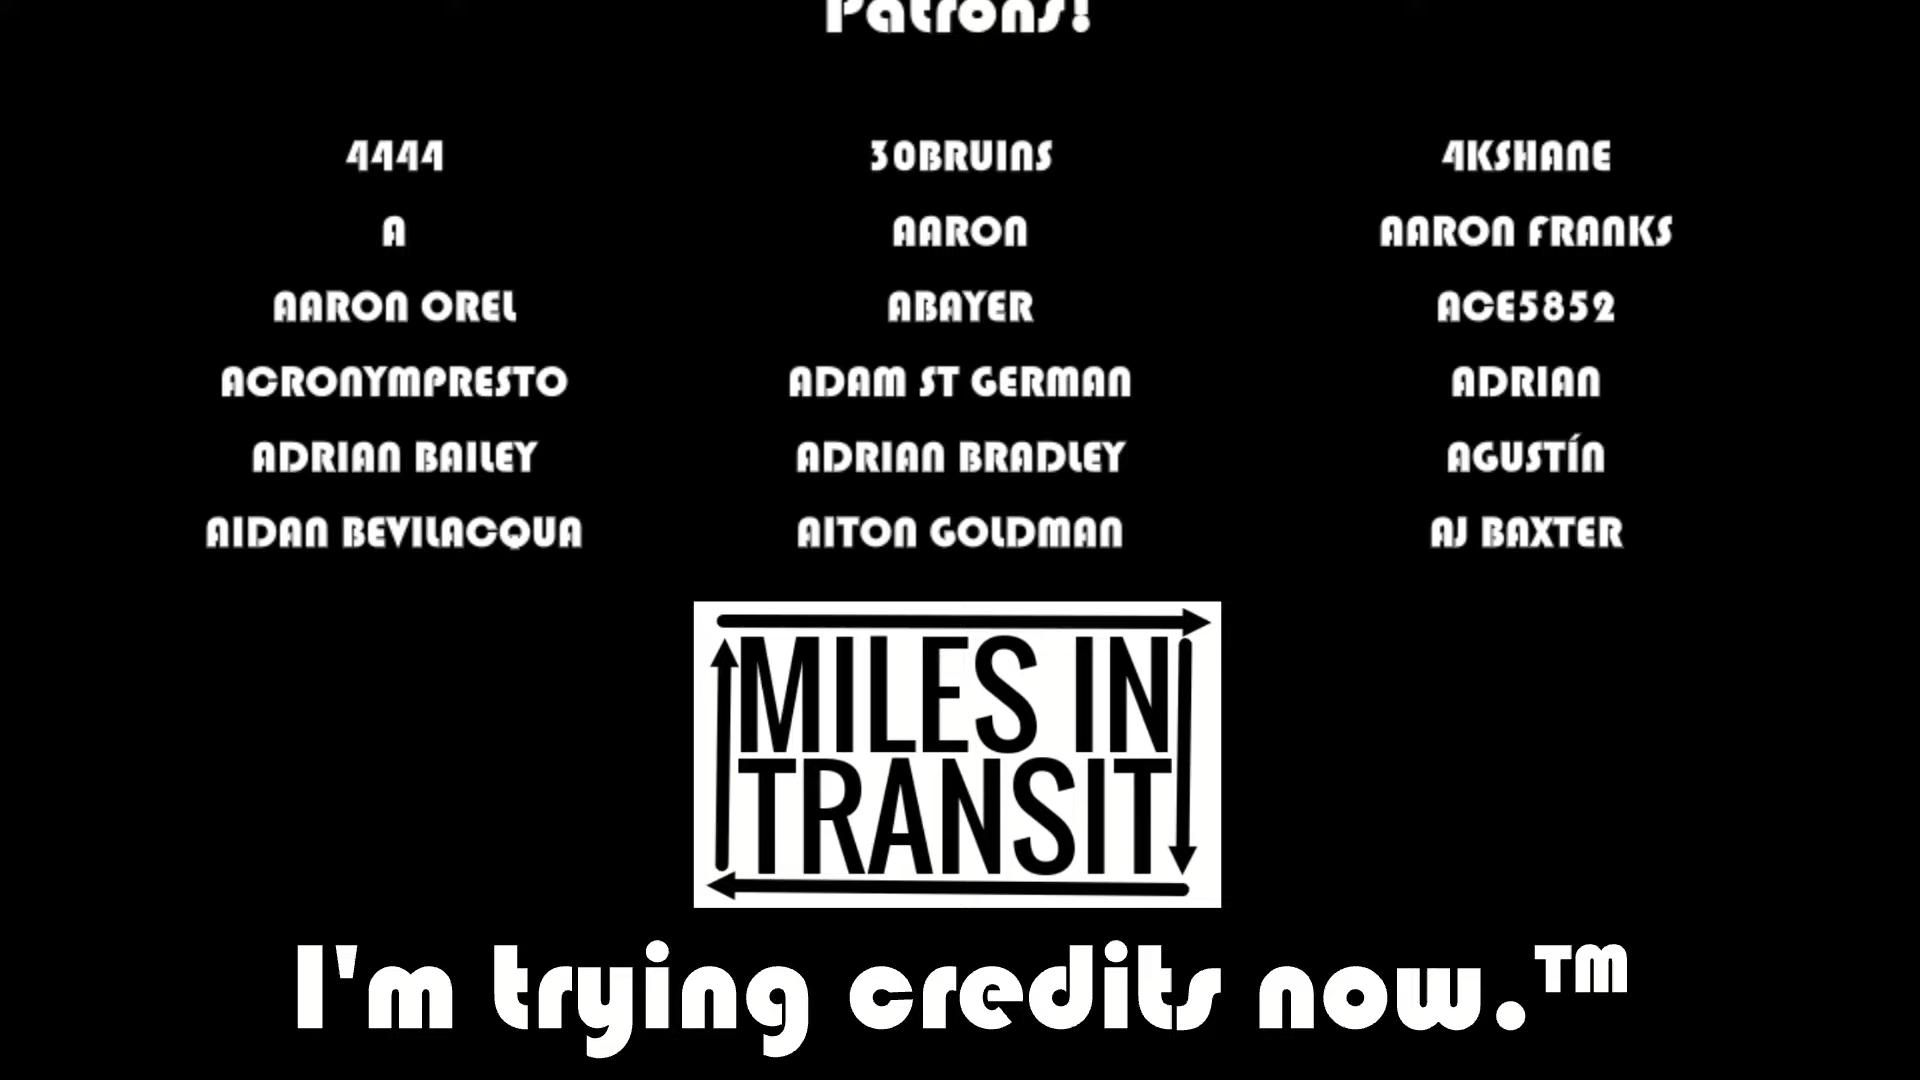 Patrons!
4444 30BRUINS 4KSHANE
A AARON AARON FRANKS
AARON OREL ABAYER ACE5852
ACRONYMPRESTO ADAM ST GERMAN ADRIAN
ADRIAN BAILEY ADRIAN BRADLEY AGUSTÍN
AIDAN BEVILACQUA AITON GOLDMAN AJ BAXTER
MILES IN
TRANSIT
I'm trying credits now.™